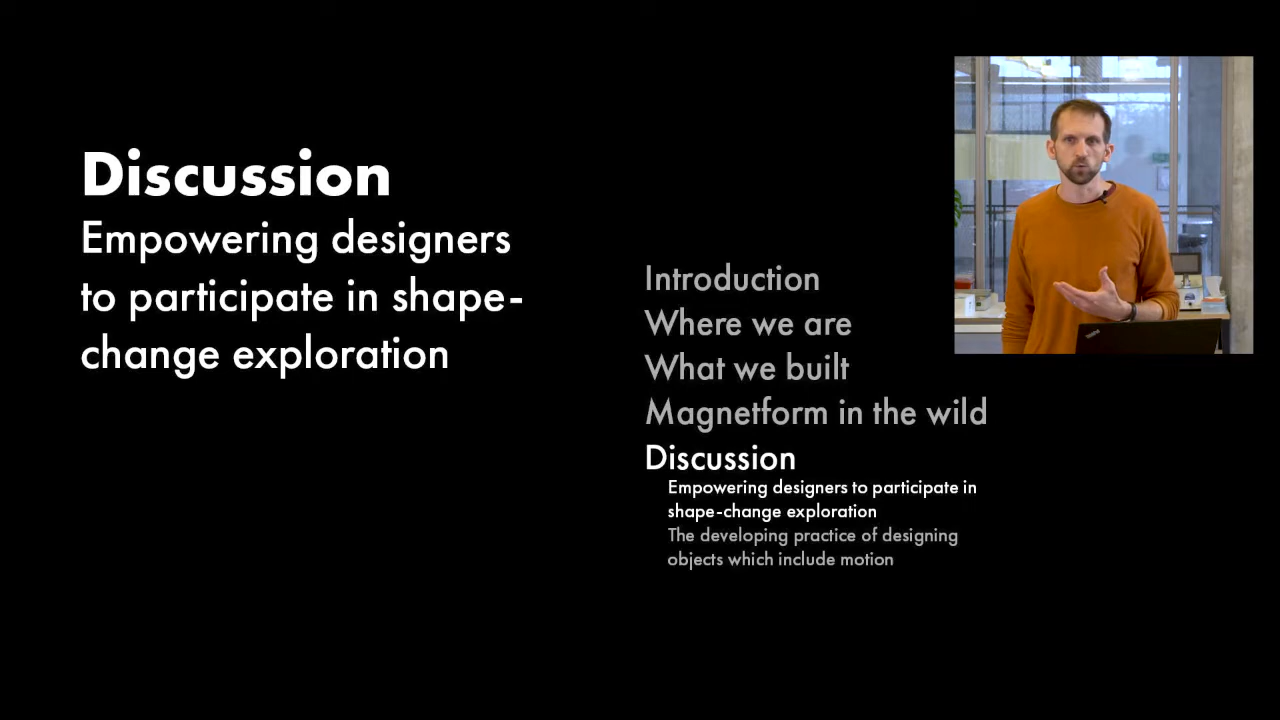 Discussion
Empowering designers
to participate in shape-
change exploration
Introduction
Where we are
What we built
Magnetform in the wild
Discussion
Empowering designers to participate in
shape-change exploration
The developing practice of designing
objects which include motion